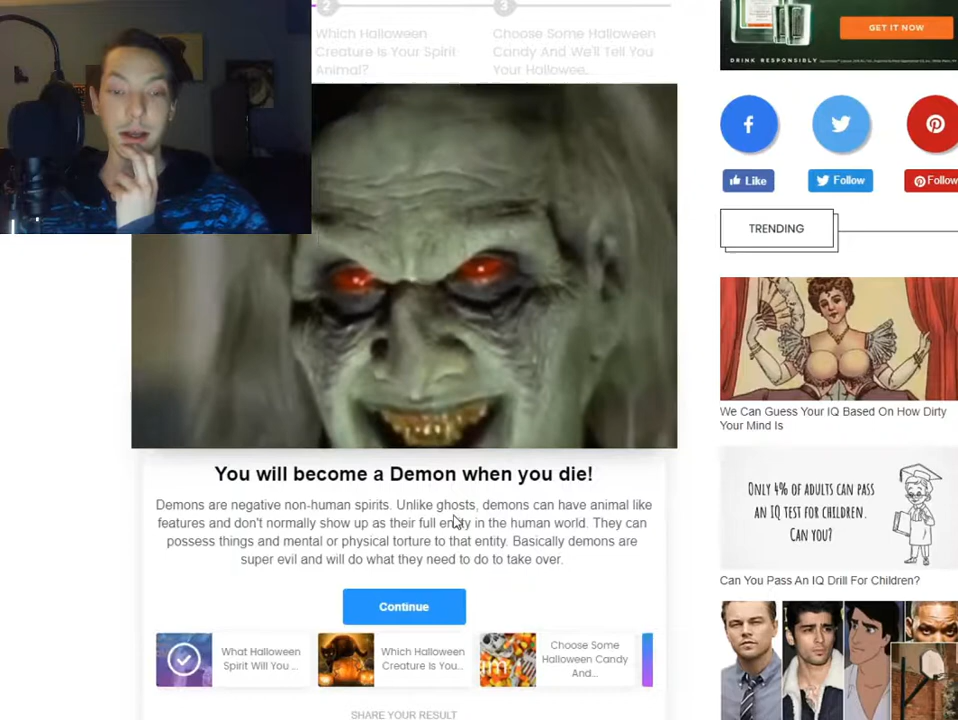 2
3
Which Halloween
Creature Is Your Spirit
Animal?
Choose Some Halloween
Candy And We'll Tell You
Your Hallowee...
GET IT NOW
DRINK RESPONSIBLY
Like
Follow
Follow
TRENDING
We Can Guess Your IQ Based On How Dirty
Your Mind Is
ONLY 4% OF ADULTS CAN PASS
AN IQ TEST FOR CHILDREN.
CAN YOU?
Can You Pass An IQ Drill For Children?
You will become a Demon when you die!
Demons are negative non-human spirits. Unlike ghosts, demons can have animal like
features and don't normally show up as their full entity in the human world. They can
possess things and mental or physical torture to that entity. Basically demons are
super evil and will do what they need to do to take over.
Continue
What Halloween
Spirit Will You ...
Which Halloween
Creature Is You...
Choose Some
Halloween Candy
And...
SHARE YOUR RESULT